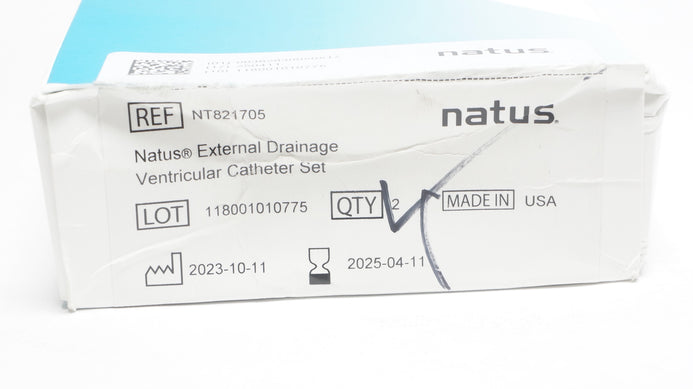 natus
REF NT821705
natus.
Natus® External Drainage
Ventricular Catheter Set
LOT 118001010775 QTY 2 MADE IN USA
2023-10-11 2025-04-11